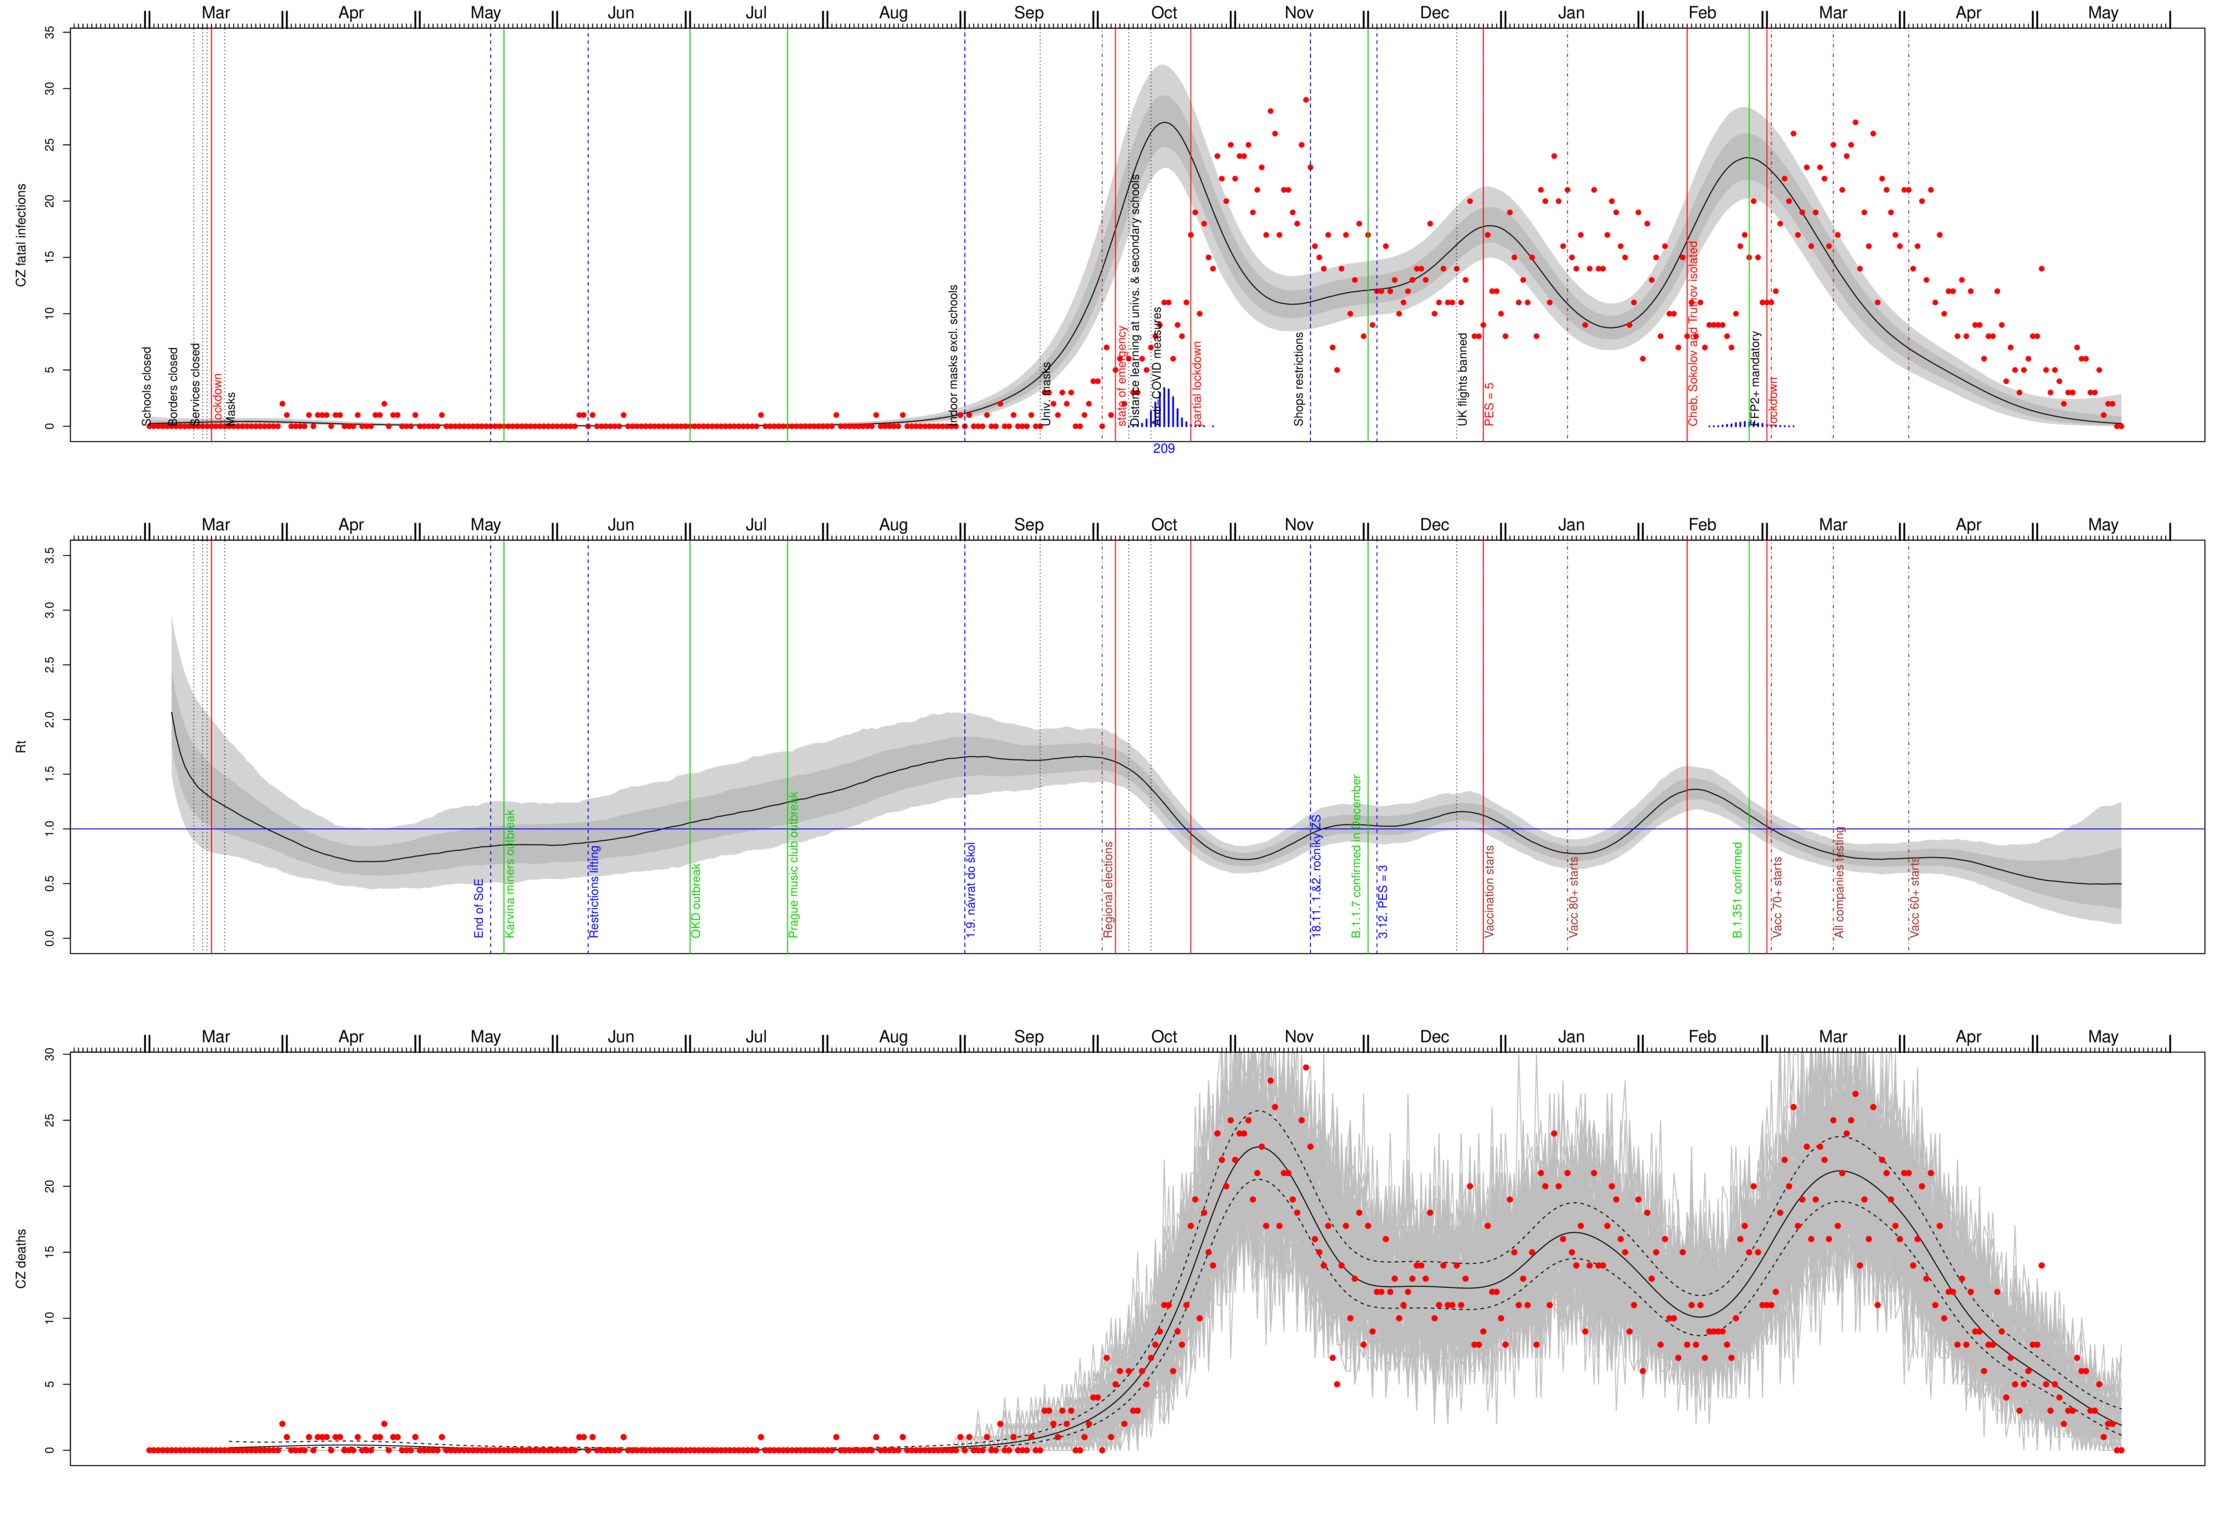 Mar Apr May Jun Jul Aug Sep Oct Nov Dec Jan Feb Mar Apr May
CZ fatal infections
0 5 10 15 20 25 30 35
Schools closed
Borders closed
Services closed
Lockdown
Masks
Indoor masks excl. schools
Univ. masks
state of emergency
Distance learning at univs. & secondary schools
Anti-COVID measures
partial lockdown
Shops restrictions
UK flights banned
PES = 5
Cheb, Sokolov and Trutnov isolated
FFP2+ mandatory
lockdown
209
Mar Apr May Jun Jul Aug Sep Oct Nov Dec Jan Feb Mar Apr May
Rt
0.0 0.5 1.0 1.5 2.0 2.5 3.0 3.5
End of SoE
Karvina miners outbreak
Restrictions lifting
OKD outbreak
Prague music club outbreak
1.9. návrat do škol
Regional elections
18.11. 1.&2. ročníky ZŠ
B.1.1.7 confirmed in December
3.12. PES = 3
Vaccination starts
Vacc 80+ starts
B.1.351 confirmed
Vacc 70+ starts
All companies testing
Vacc 60+ starts
Mar Apr May Jun Jul Aug Sep Oct Nov Dec Jan Feb Mar Apr May
CZ deaths
0 5 10 15 20 25 30